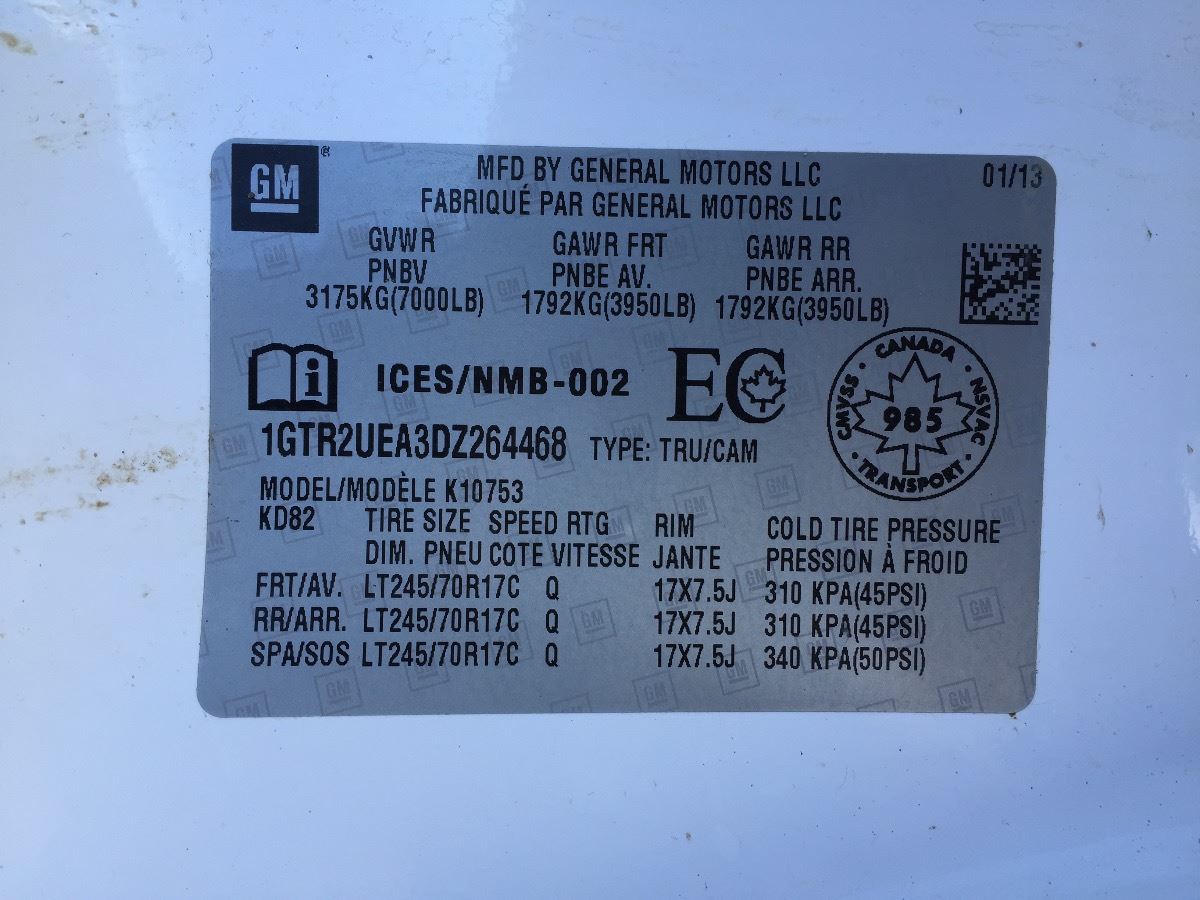 GM
®
MFD BY GENERAL MOTORS LLC 01/13
FABRIQUÉ PAR GENERAL MOTORS LLC
GVWR GAWR FRT GAWR RR
PNBV PNBE AV. PNBE ARR.
3175KG(7000LB) 1792KG(3950LB) 1792KG(3950LB)
i ICES/NMB-002 EC
CANADA
CMVSS 985 NSVAC
TRANSPORT
1GTR2UEA3DZ264468 TYPE: TRU/CAM
MODEL/MODÈLE K10753
KD82 TIRE SIZE SPEED RTG RIM COLD TIRE PRESSURE
DIM. PNEU COTE VITESSE JANTE PRESSION À FROID
FRT/AV. LT245/70R17C Q 17X7.5J 310 KPA(45PSI)
RR/ARR. LT245/70R17C Q 17X7.5J 310 KPA(45PSI)
SPA/SOS LT245/70R17C Q 17X7.5J 340 KPA(50PSI)